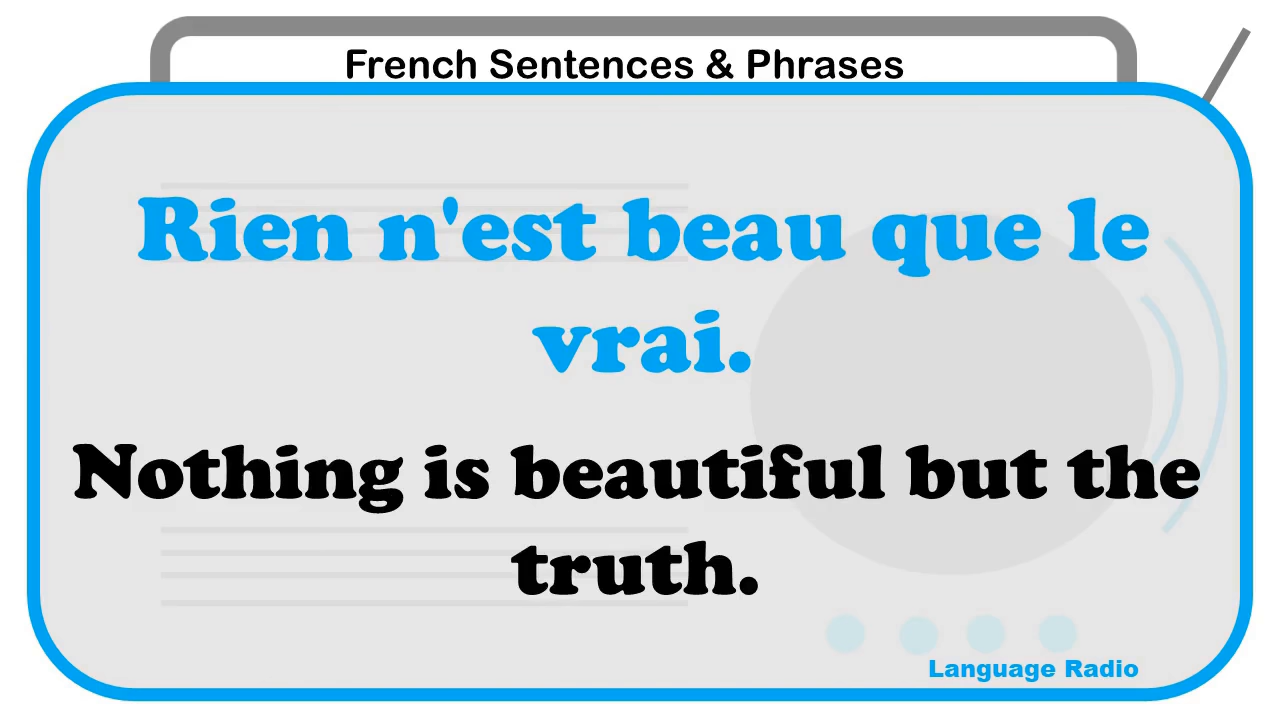 French Sentences & Phrases
Rien n'est beau que le
vrai.
Nothing is beautiful but the
truth.
Language Radio